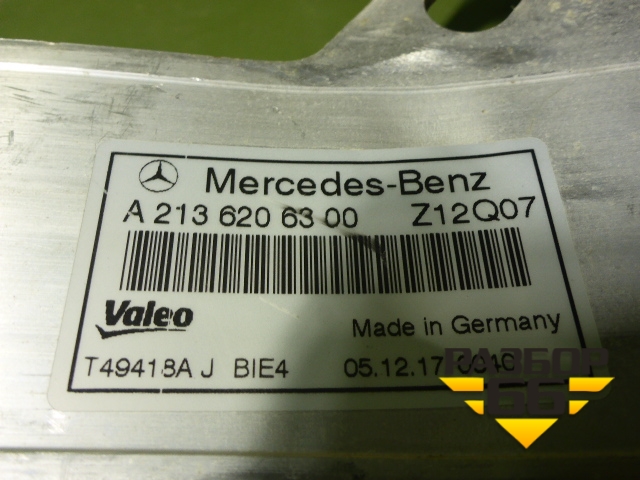 Mercedes-Benz
A 213 620 63 00 Z12Q07
Valeo Made in Germany
T49418A J BIE4 05.12.17
РАЗБОР
66